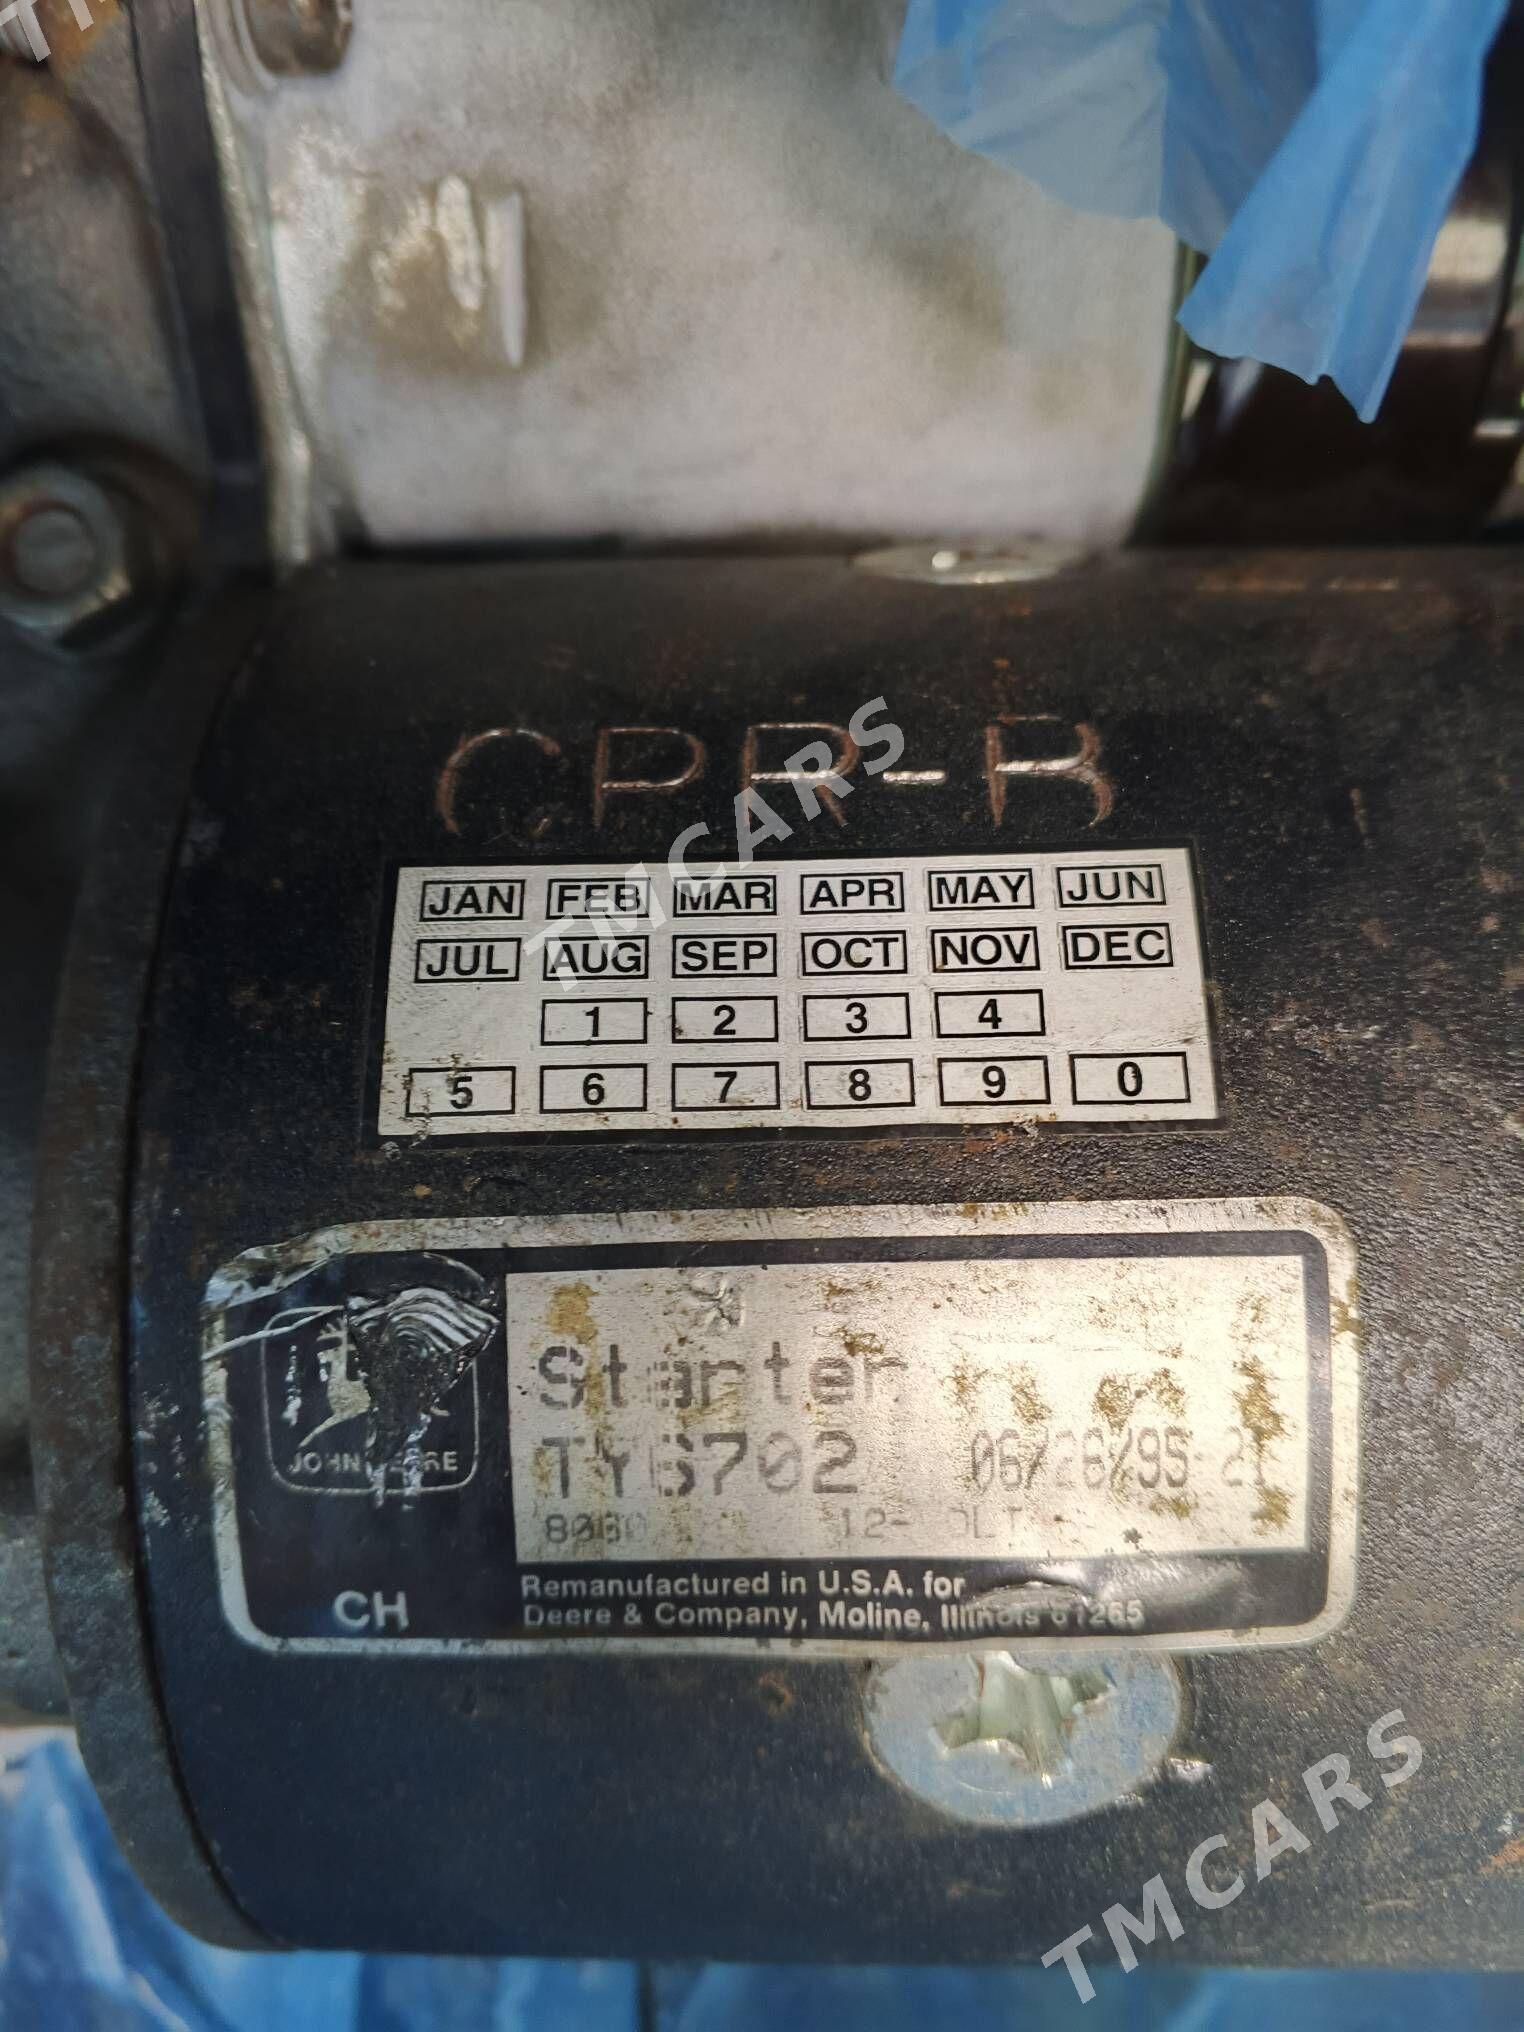 CPR-R
JAN FEB MAR APR MAY JUN
JUL AUG SEP OCT NOV DEC
1 2 3 4
5 6 7 8 9 0
Starter
TY6702 06/26/95
JOHN DEERE
CH
Remanufactured in U.S.A. for
Deere & Company, Moline, Illinois 61265
TMCARS
TMCARS